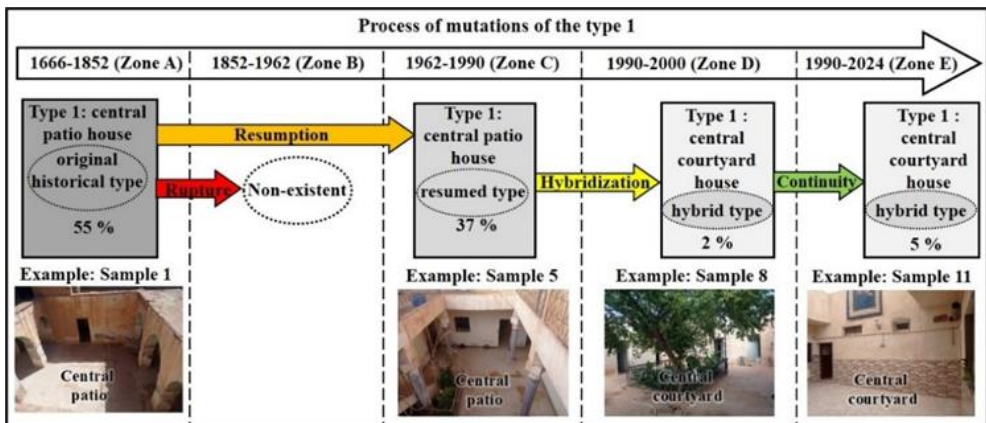 Process of mutations of the type 1
1666-1852 (Zone A)
1852-1962 (Zone B)
1962-1990 (Zone C)
1990-2000 (Zone D)
1990-2024 (Zone E)
Type 1: central
patio house
original
historical type
55 %
Resumption
Rupture
Non-existent
Type 1:
central patio
house
resumed type
37 %
Hybridization
Type 1 :
central
courtyard
house
hybrid type
2 %
Continuity
Type 1 :
central
courtyard
house
hybrid type
5 %
Example: Sample 1
Example: Sample 5
Example: Sample 8
Example: Sample 11
Central
patio
Central
patio
Central
courtyard
Central
courtyard